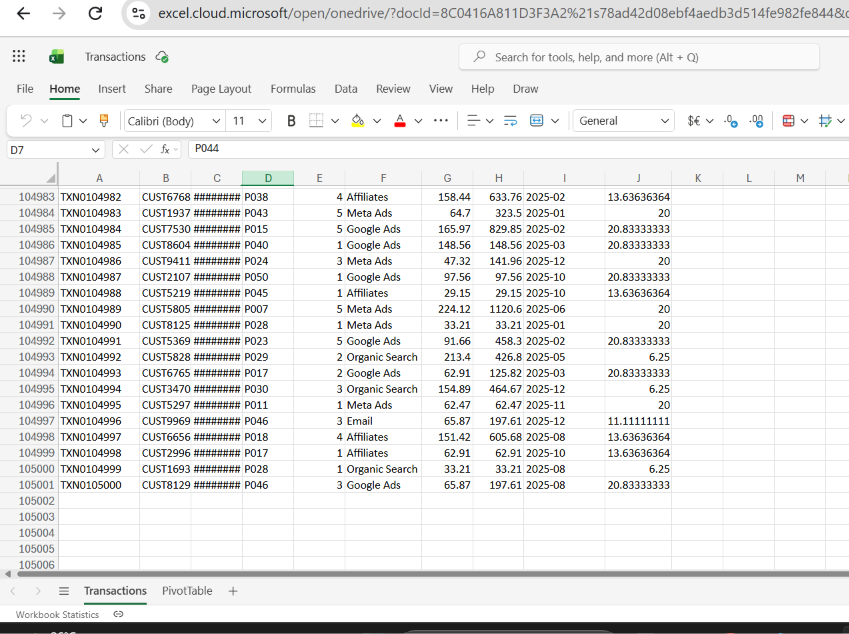 excel.cloud.microsoft/open/onedrive/?docId=8C0416A811D3F3A2%21s78ad42d08ebf4aedb3d514fe982fe844&
Transactions
Search for tools, help, and more (Alt + Q)
File Home Insert Share Page Layout Formulas Data Review View Help Draw
Calibri (Body) 11 B A General $€
D7 fx P044
A B C D E F G H I J K L M
104983 TXN0104982 CUST6768 ######## P038 4 Affiliates 158.44 633.76 2025-02 13.63636364
104984 TXN0104983 CUST1937 ######## P043 5 Meta Ads 64.7 323.5 2025-01 20
104985 TXN0104984 CUST7530 ######## P015 5 Google Ads 165.97 829.85 2025-02 20.83333333
104986 TXN0104985 CUST8604 ######## P040 1 Google Ads 148.56 148.56 2025-03 20.83333333
104987 TXN0104986 CUST9411 ######## P024 3 Meta Ads 47.32 141.96 2025-12 20
104988 TXN0104987 CUST2107 ######## P050 1 Google Ads 97.56 97.56 2025-10 20.83333333
104989 TXN0104988 CUST5219 ######## P045 1 Affiliates 29.15 29.15 2025-10 13.63636364
104990 TXN0104989 CUST5805 ######## P007 5 Meta Ads 224.12 1120.6 2025-06 20
104991 TXN0104990 CUST8125 ######## P028 1 Meta Ads 33.21 33.21 2025-01 20
104992 TXN0104991 CUST5369 ######## P023 5 Google Ads 91.66 458.3 2025-02 20.83333333
104993 TXN0104992 CUST5828 ######## P029 2 Organic Search 213.4 426.8 2025-05 6.25
104994 TXN0104993 CUST6765 ######## P017 2 Google Ads 62.91 125.82 2025-03 20.83333333
104995 TXN0104994 CUST3470 ######## P030 3 Organic Search 154.89 464.67 2025-12 6.25
104996 TXN0104995 CUST5297 ######## P011 1 Meta Ads 62.47 62.47 2025-11 20
104997 TXN0104996 CUST9969 ######## P046 3 Email 65.87 197.61 2025-12 11.11111111
104998 TXN0104997 CUST6656 ######## P018 4 Affiliates 151.42 605.68 2025-08 13.63636364
104999 TXN0104998 CUST2996 ######## P017 1 Affiliates 62.91 62.91 2025-10 13.63636364
105000 TXN0104999 CUST1693 ######## P028 1 Organic Search 33.21 33.21 2025-08 6.25
105001 TXN0105000 CUST8129 ######## P046 3 Google Ads 65.87 197.61 2025-08 20.83333333
105002
105003
105004
105005
105006
Transactions PivotTable
Workbook Statistics